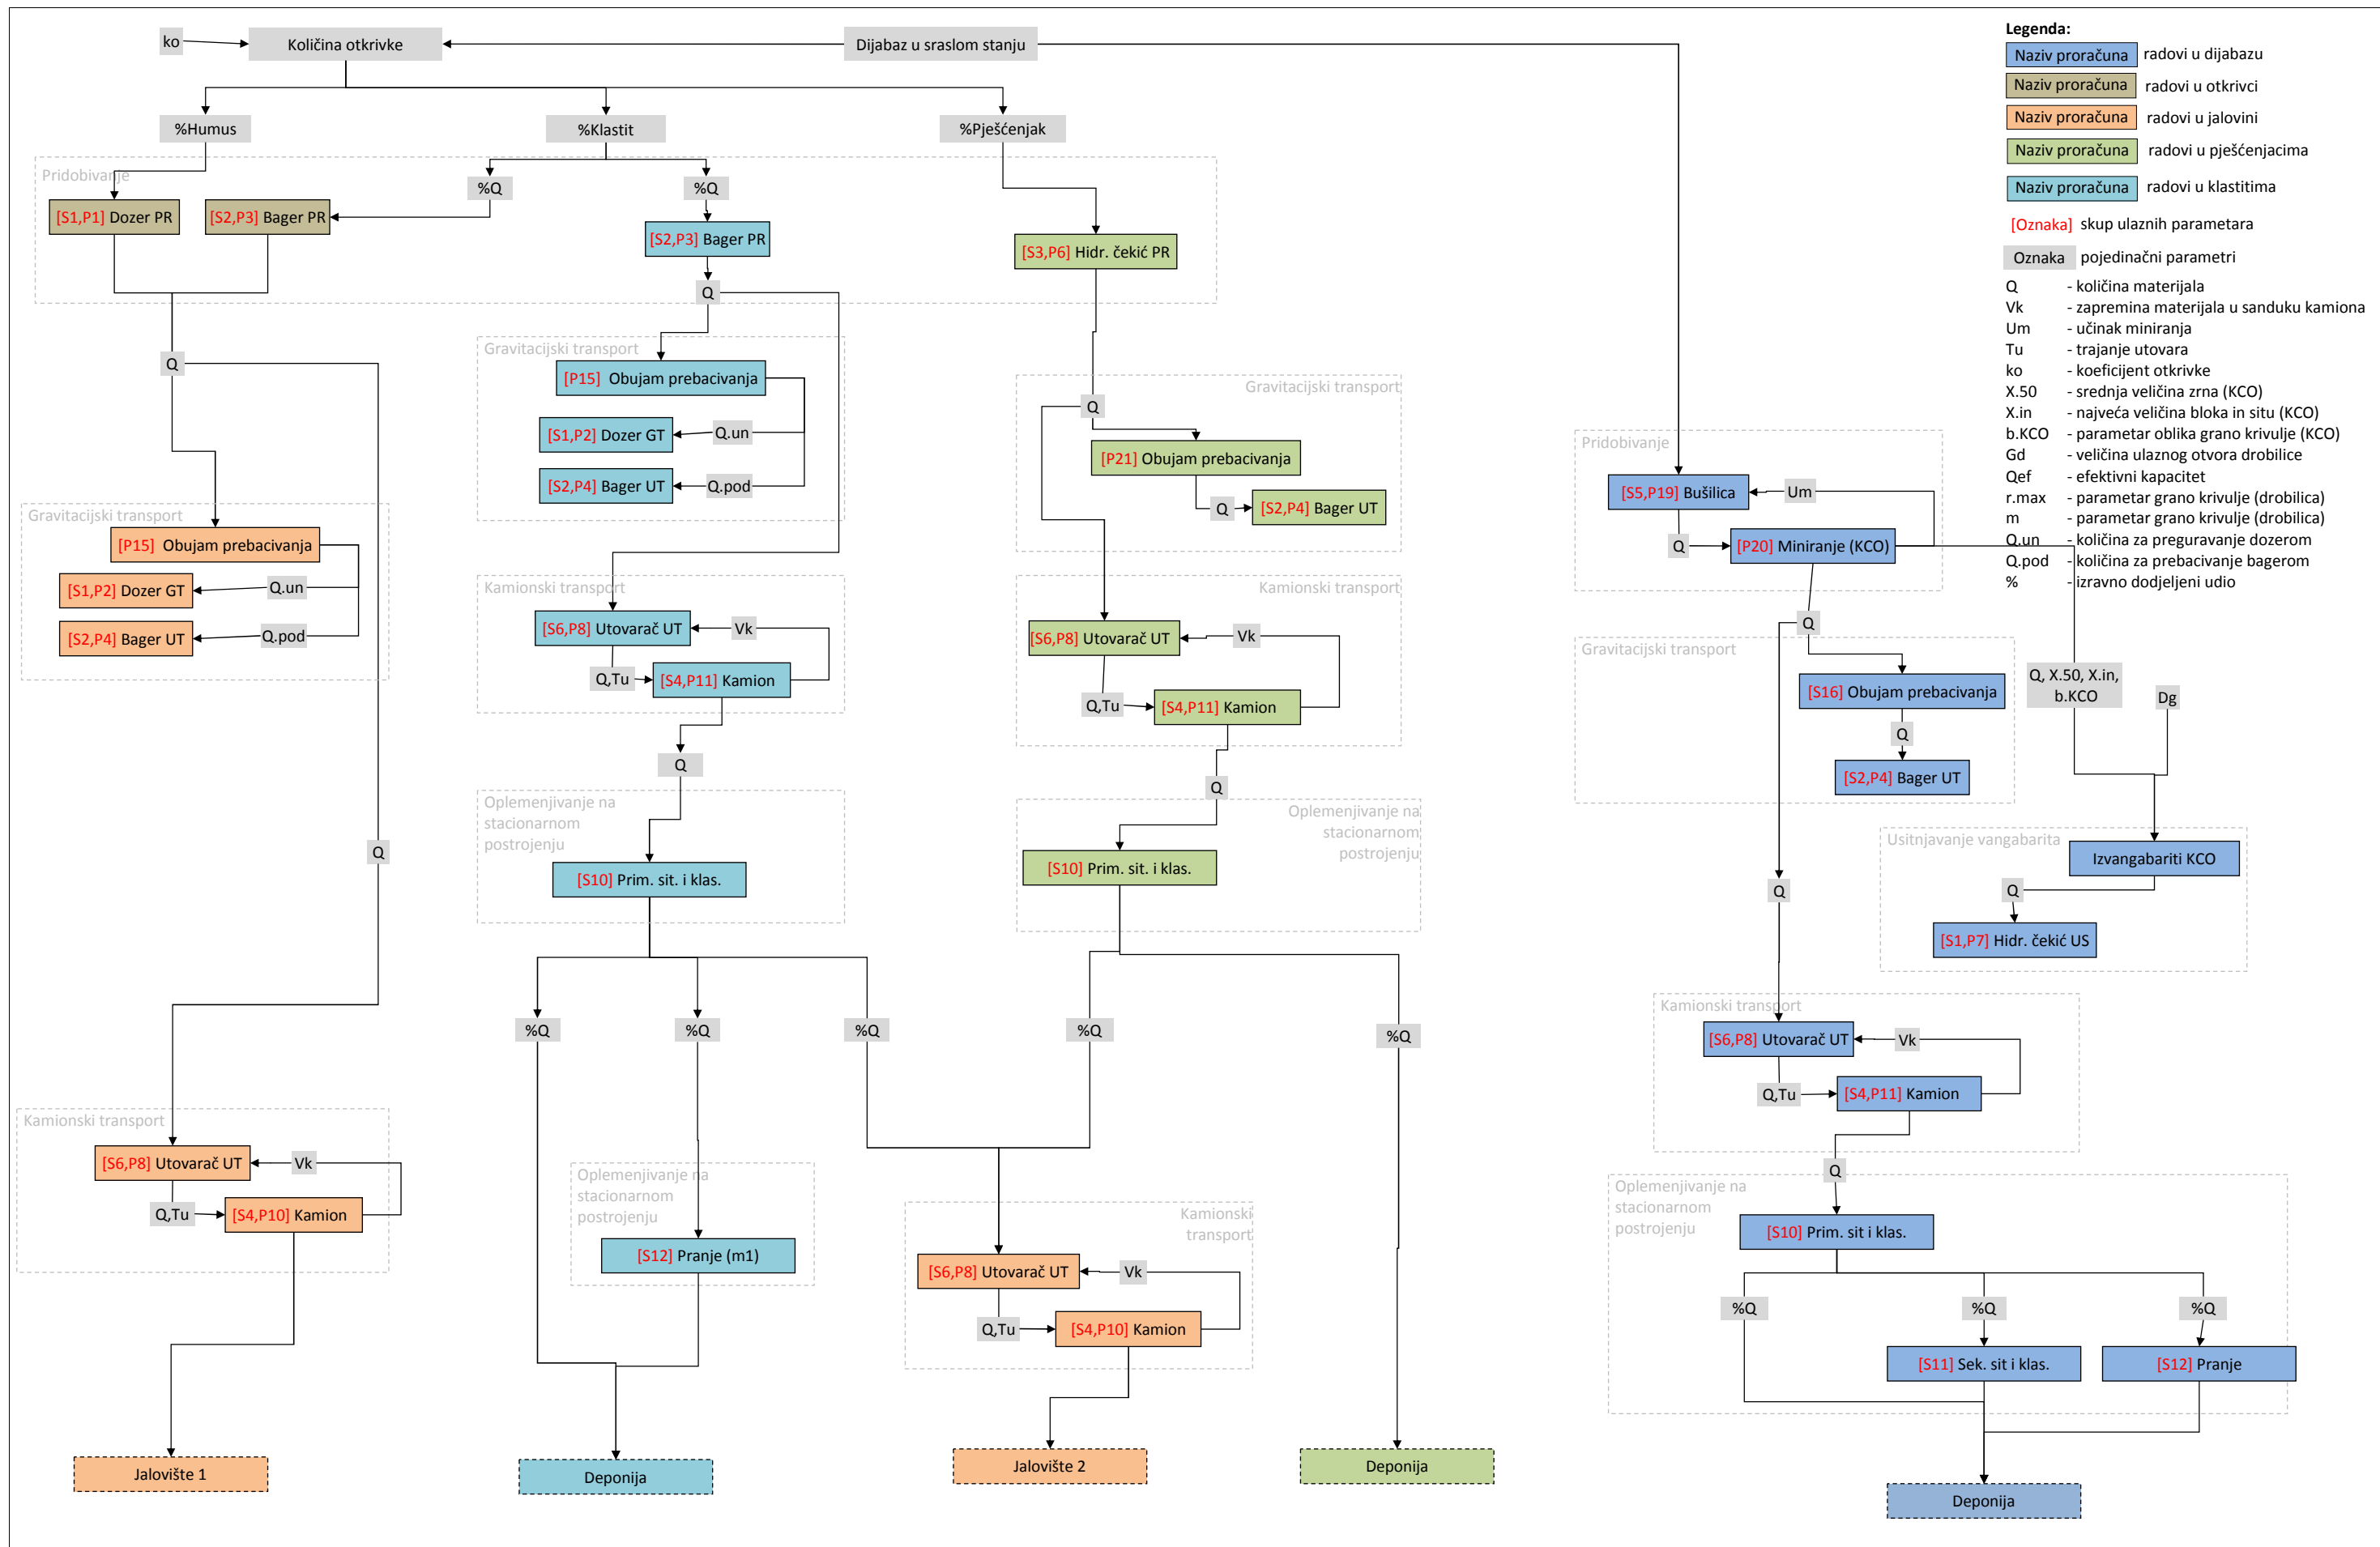 ko
Količina otkrivke
Dijabaz u sraslom stanju
%Humus
%Klastit
%Pješćenjak
Pridobivanje
%Q
%Q
[S1,P1] Dozer PR
[S2,P3] Bager PR
[S2,P3] Bager PR
[S3,P6] Hidr. čekić PR
Q
Q
Gravitacijski transport
[P15] Obujam prebacivanja
[S1,P2] Dozer GT
Q.un
[S2,P4] Bager UT
Q.pod
Gravitacijski transport
Q
[P21] Obujam prebacivanja
Q
[S2,P4] Bager UT
Gravitacijski transport
[P15] Obujam prebacivanja
[S1,P2] Dozer GT
Q.un
[S2,P4] Bager UT
Q.pod
Kamionski transport
[S6,P8] Utovarač UT
Vk
Q,Tu
[S4,P11] Kamion
Q
Kamionski transport
[S6,P8] Utovarač UT
Vk
Q,Tu
[S4,P11] Kamion
Q
Oplemenjivanje na
stacionarnom
postrojenju
[S10] Prim. sit. i klas.
Oplemenjivanje na
stacionarnom
postrojenju
[S10] Prim. sit. i klas.
Q
%Q
%Q
%Q
%Q
%Q
Kamionski transport
[S6,P8] Utovarač UT
Vk
Q,Tu
[S4,P10] Kamion
Oplemenjivanje na
stacionarnom
postrojenju
[S12] Pranje (m1)
Kamionski
transport
[S6,P8] Utovarač UT
Vk
Q,Tu
[S4,P10] Kamion
Jalovište 1
Deponija
Jalovište 2
Deponija
Pridobivanje
[S5,P19] Bušilica
Um
Q
[P20] Miniranje (KCO)
Q
Gravitacijski transport
[S16] Obujam prebacivanja
Q
[S2,P4] Bager UT
Q, X.50, X.in,
b.KCO
Dg
Usitnjavanje vangabarita
Izvangabariti KCO
Q
[S1,P7] Hidr. čekić US
Q
Kamionski transport
[S6,P8] Utovarač UT
Vk
Q,Tu
[S4,P11] Kamion
Q
Oplemenjivanje na
stacionarnom
postrojenju
[S10] Prim. sit i klas.
%Q
%Q
%Q
[S11] Sek. sit i klas.
[S12] Pranje
Deponija
Legenda:
Naziv proračuna radovi u dijabazu
Naziv proračuna radovi u otkrivci
Naziv proračuna radovi u jalovini
Naziv proračuna radovi u pješćenjacima
Naziv proračuna radovi u klastitima
[Oznaka] skup ulaznih parametara
Oznaka pojedinačni parametri
Q - količina materijala
Vk - zapremina materijala u sanduku kamiona
Um - učinak miniranja
Tu - trajanje utovara
ko - koeficijent otkrivke
X.50 - srednja veličina zrna (KCO)
X.in - najveća veličina bloka in situ (KCO)
b.KCO - parametar oblika grano krivulje (KCO)
Gd - veličina ulaznog otvora drobilice
Qef - efektivni kapacitet
r.max - parametar grano krivulje (drobilica)
m - parametar grano krivulje (drobilica)
Q.un - količina za preguravanje dozerom
Q.pod - količina za prebacivanje bagerom
% - izravno dodjeljeni udio